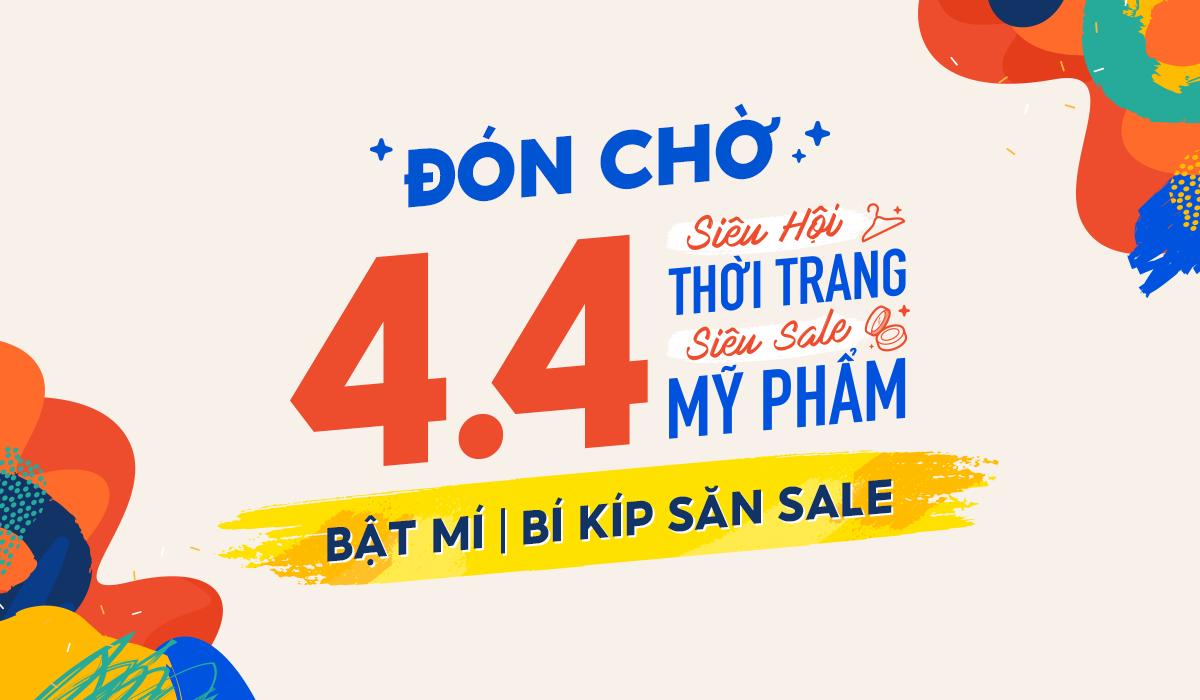 ĐÓN CHỜ
4.4
Siêu Hội
THỜI TRANG
Siêu Sale
MỸ PHẨM
BẬT MÍ | BÍ KÍP SĂN SALE